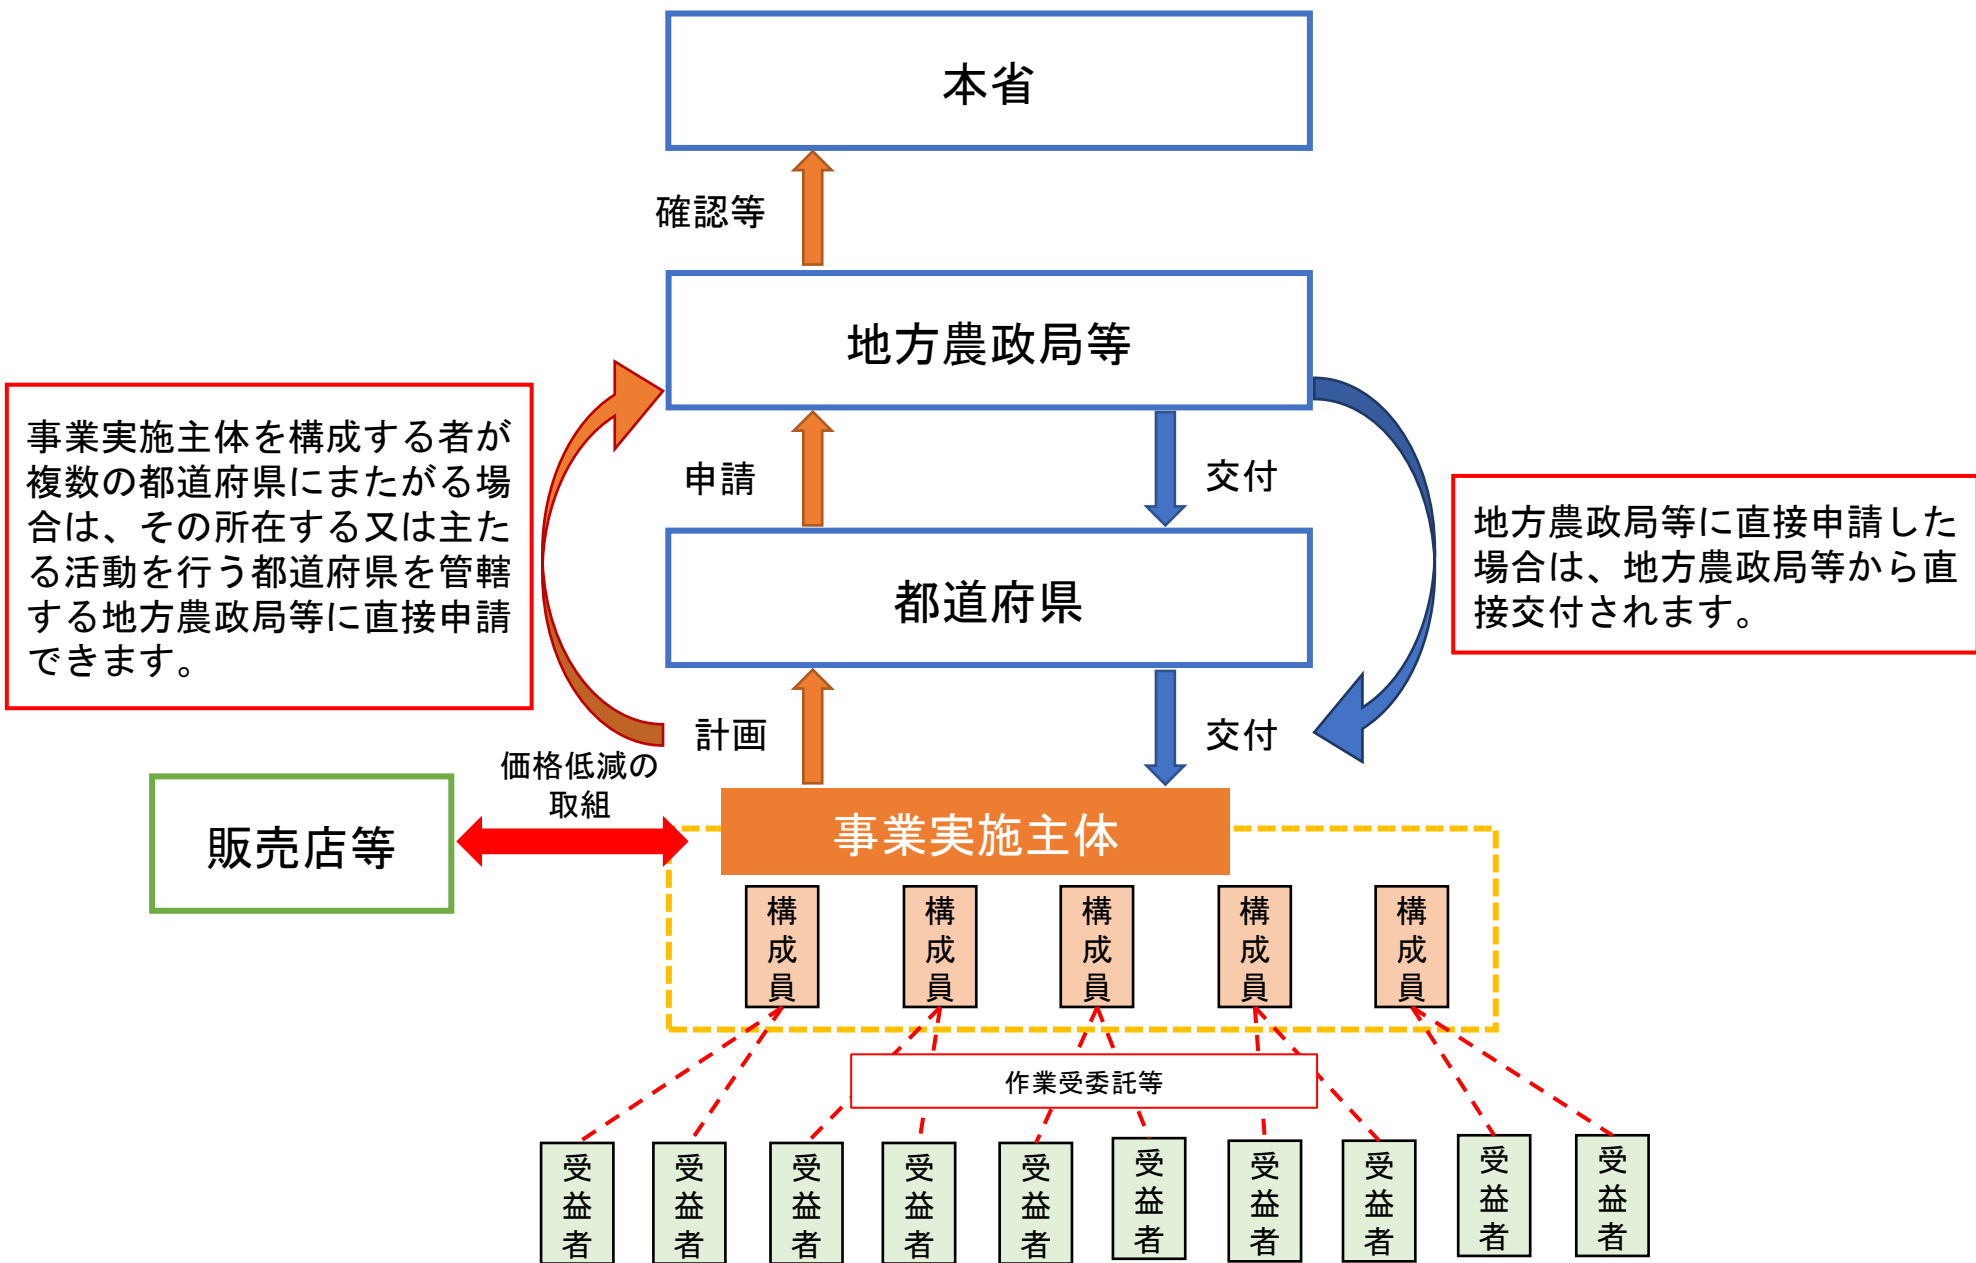 本省
確認等
地方農政局等
事業実施主体を構成する者が
複数の都道府県にまたがる場
合は、その所在する又は主た
る活動を行う都道府県を管轄
する地方農政局等に直接申請
できます。
申請
交付
地方農政局等に直接申請した
場合は、地方農政局等から直
接交付されます。
都道府県
計画
交付
価格低減の
取組
販売店等
事業実施主体
構成員
構成員
構成員
構成員
構成員
作業受委託等
受益者
受益者
受益者
受益者
受益者
受益者
受益者
受益者
受益者
受益者